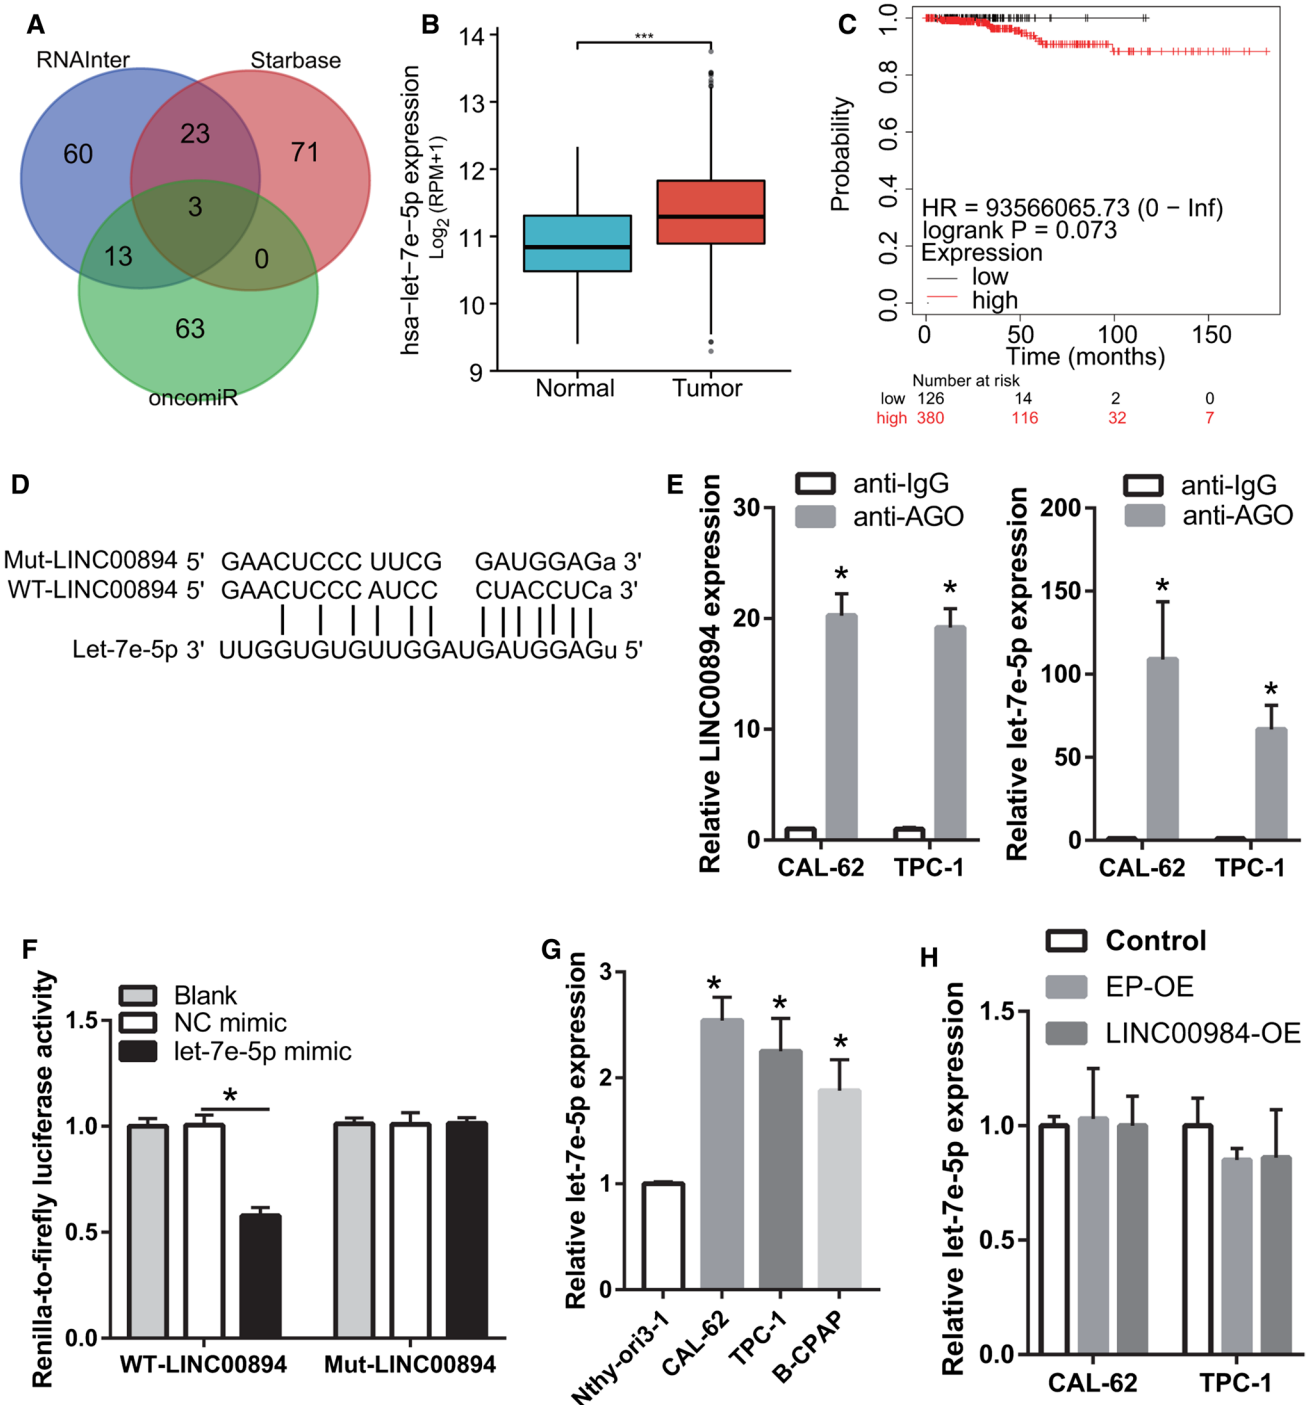 A
RNAInter
Starbase
60
23
71
3
13
0
63
oncomiR
B
hsa−let−7e−5p expression
Log2 (RPM+1)
14
13
12
11
10
9
***
Normal
Tumor
C
Probability
1.0
0.8
0.6
0.4
0.2
0.0
HR = 93566065.73 (0 − Inf)
logrank P = 0.073
Expression
low
high
0
50
100
150
Time (months)
Number at risk
low 126 14 2 0
high 380 116 32 7
D
Mut-LINC00894 5' GAACUCCC UUCG GAUGGAGa 3'
WT-LINC00894 5' GAACUCCC AUCC CUACCUCa 3'
Let-7e-5p 3' UUGGUGUGUUGGAUGAUGGAGu 5'
E
Relative LINC00894 expression
anti-IgG
anti-AGO
30
20
10
0
*
*
CAL-62
TPC-1
Relative let-7e-5p expression
anti-IgG
anti-AGO
200
150
100
50
0
*
*
CAL-62
TPC-1
F
Renilla-to-firefly luciferase activity
Blank
NC mimic
let-7e-5p mimic
1.5
1.0
0.5
0.0
*
WT-LINC00894
Mut-LINC00894
G
Relative let-7e-5p expression
3
2
1
0
*
*
*
Nthy-ori3-1
CAL-62
TPC-1
B-CPAP
H
Relative let-7e-5p expression
Control
EP-OE
LINC00984-OE
1.5
1.0
0.5
0.0
CAL-62
TPC-1